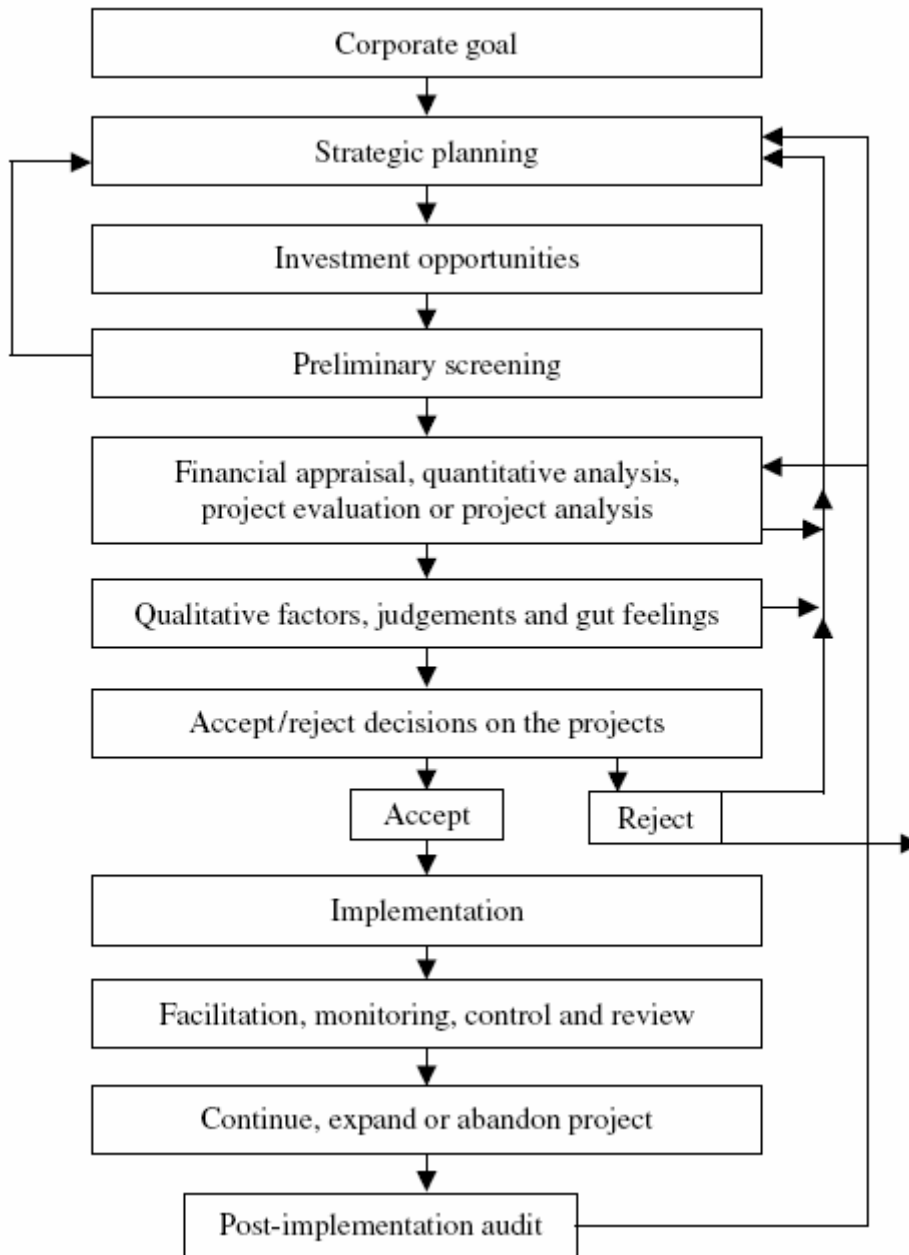 Corporate goal
Strategic planning
Investment opportunities
Preliminary screening
Financial appraisal, quantitative analysis,
project evaluation or project analysis
Qualitative factors, judgements and gut feelings
Accept/reject decisions on the projects
Accept
Reject
Implementation
Facilitation, monitoring, control and review
Continue, expand or abandon project
Post-implementation audit